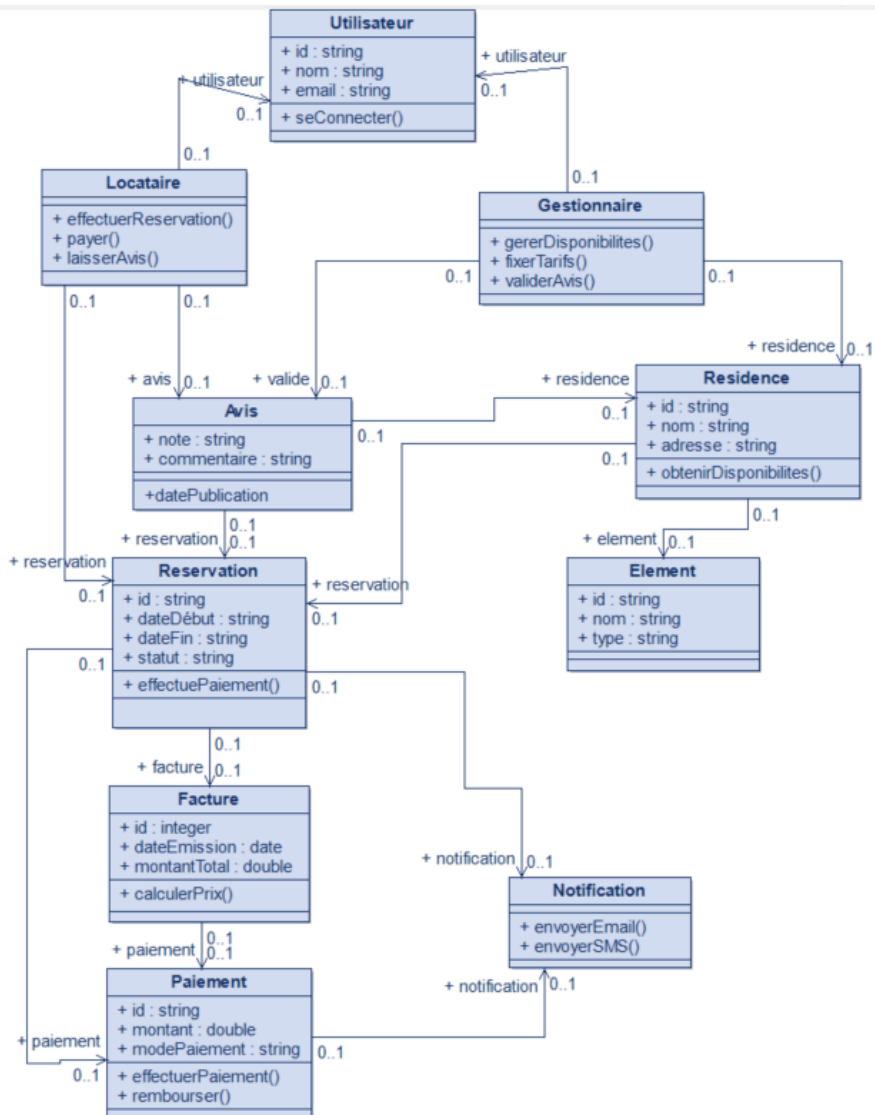 Utilisateur
+ id : string
+ nom : string
+ email : string
+ seConnecter()
+ utilisateur
0..1
0..1
+ utilisateur
0..1
0..1
Locataire
+ effectuerReservation()
+ payer()
+ laisserAvis()
Gestionnaire
+ gererDisponibilites()
+ fixerTarifs()
+ validerAvis()
0..1
0..1
0..1
0..1
+ avis
0..1
+ valide
0..1
+ residence
0..1
+ residence
0..1
Avis
+ note : string
+ commentaire : string
+datePublication
0..1
Residence
+ id : string
+ nom : string
+ adresse : string
+ obtenirDisponibilites()
0..1
0..1
0..1
+ reservation
0..1
+ element
0..1
+ reservation
0..1
+ reservation
0..1
Reservation
+ id : string
+ dateDébut : string
+ dateFin : string
+ statut : string
+ effectuePaiement()
Element
+ id : string
+ nom : string
+ type : string
0..1
0..1
0..1
+ facture
0..1
Facture
+ id : integer
+ dateEmission : date
+ montantTotal : double
+ calculerPrix()
+ notification
0..1
Notification
+ envoyerEmail()
+ envoyerSMS()
0..1
+ paiement
0..1
+ notification
0..1
Paiement
+ id : string
+ montant : double
+ modePaiement : string
+ effectuerPaiement()
+ rembourser()
+ paiement
0..1
0..1